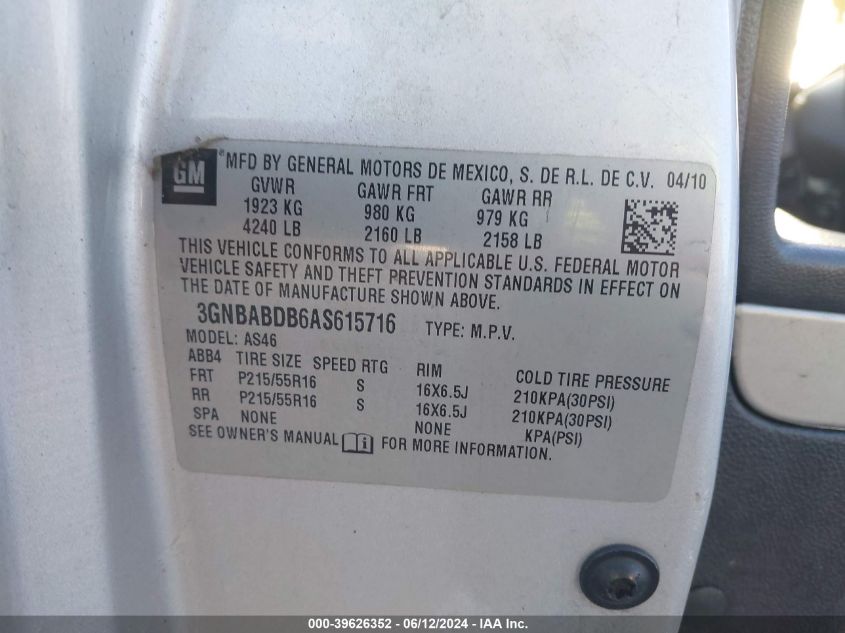 GM ® MFD BY GENERAL MOTORS DE MEXICO, S. DE R.L. DE C.V. 04/10
GVWR GAWR FRT GAWR RR
1923 KG 980 KG 979 KG
4240 LB 2160 LB 2158 LB
THIS VEHICLE CONFORMS TO ALL APPLICABLE U.S. FEDERAL MOTOR
VEHICLE SAFETY AND THEFT PREVENTION STANDARDS IN EFFECT ON
THE DATE OF MANUFACTURE SHOWN ABOVE.
3GNBABDB6AS615716 TYPE: M.P.V.
MODEL: AS46
ABB4 TIRE SIZE SPEED RTG RIM COLD TIRE PRESSURE
FRT P215/55R16 S 16X6.5J 210KPA(30PSI)
RR P215/55R16 S 16X6.5J 210KPA(30PSI)
SPA NONE NONE KPA(PSI)
SEE OWNER'S MANUAL i FOR MORE INFORMATION.
000-39626352 - 06/12/2024 - IAA Inc.